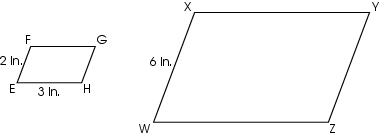 X Y
F G
2 In. 6 In.
E 3 In. H
W Z